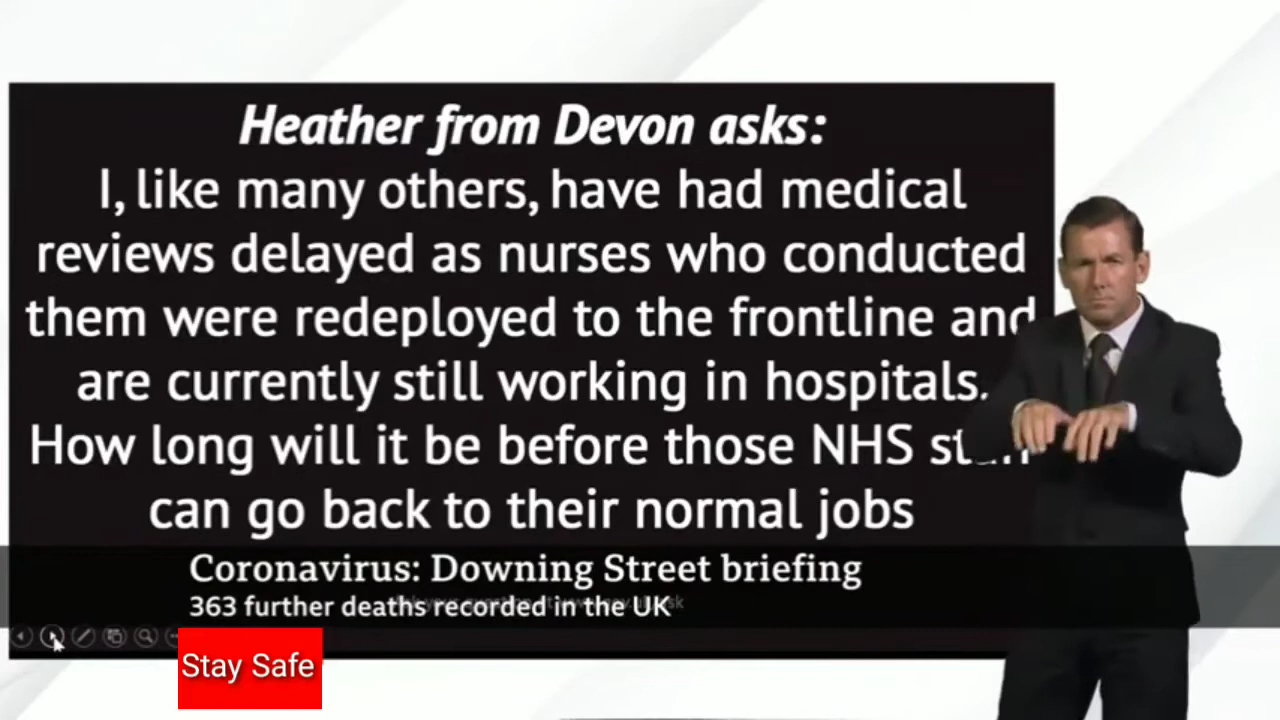 Heather from Devon asks:
I, like many others, have had medical
reviews delayed as nurses who conducted
them were redeployed to the frontline and
are currently still working in hospitals.
How long will it be before those NHS
can go back to their normal jobs
Coronavirus: Downing Street briefing
363 further deaths recorded in the UK
Stay Safe